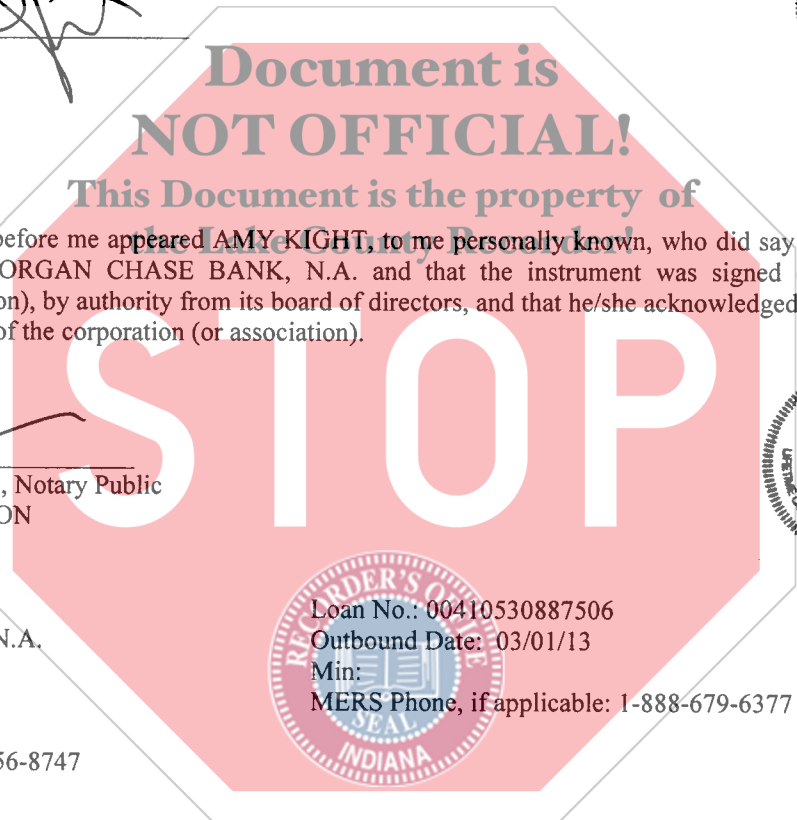 Document is
NOT OFFICIAL!
This Document is the property of
the Lake County Recorder!
before me appeared AMY KIGHT, to me personally known, who did say
ORGAN CHASE BANK, N.A. and that the instrument was signed
on), by authority from its board of directors, and that he/she acknowledged
of the corporation (or association).
STOP
, Notary Public
ON
RECORDER'S OFFICE
SEAL
INDIANA
Loan No.: 00410530887506
Outbound Date: 03/01/13
Min:
MERS Phone, if applicable: 1-888-679-6377
N.A.
56-8747